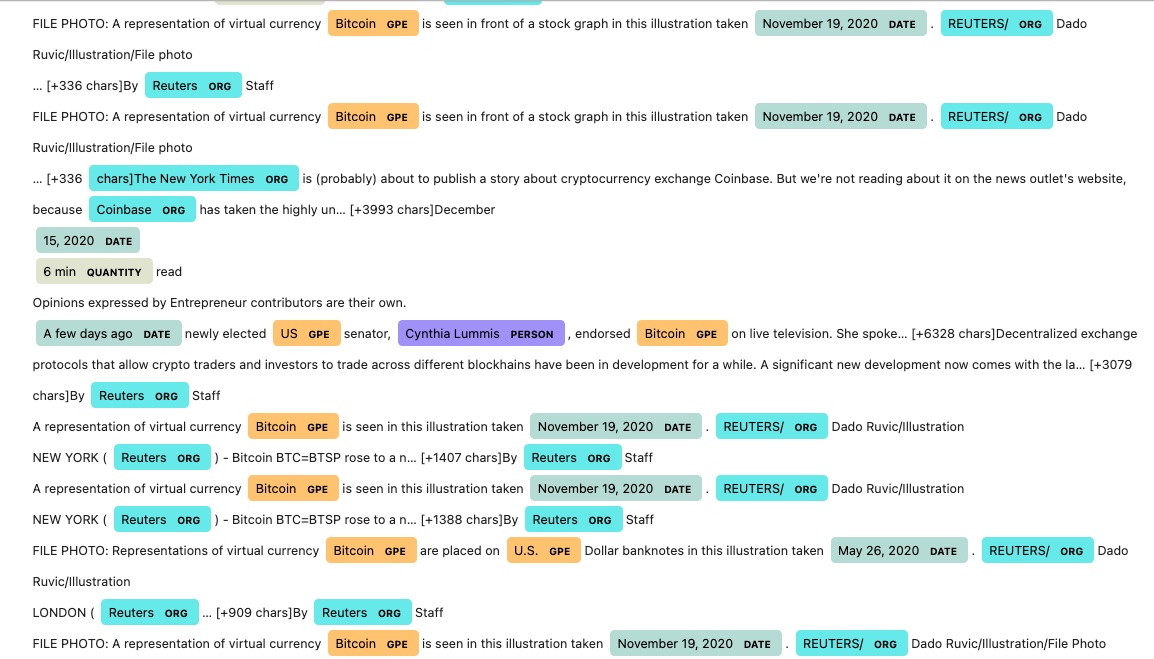 FILE PHOTO: A representation of virtual currency Bitcoin GPE is seen in front of a stock graph in this illustration taken November 19, 2020 DATE . REUTERS/ ORG Dado
Ruvic/Illustration/File photo
... [+336 chars]By Reuters ORG Staff
FILE PHOTO: A representation of virtual currency Bitcoin GPE is seen in front of a stock graph in this illustration taken November 19, 2020 DATE . REUTERS/ ORG Dado
Ruvic/Illustration/File photo
... [+336 chars]The New York Times ORG is (probably) about to publish a story about cryptocurrency exchange Coinbase. But we're not reading about it on the news outlet's website,
because Coinbase ORG has taken the highly un... [+3993 chars]December
15, 2020 DATE
6 min QUANTITY read
Opinions expressed by Entrepreneur contributors are their own.
A few days ago DATE newly elected US GPE senator, Cynthia Lummis PERSON , endorsed Bitcoin GPE on live television. She spoke... [+6328 chars]Decentralized exchange
protocols that allow crypto traders and investors to trade across different blockhains have been in development for a while. A significant new development now comes with the la... [+3079
chars]By Reuters ORG Staff
A representation of virtual currency Bitcoin GPE is seen in this illustration taken November 19, 2020 DATE . REUTERS/ ORG Dado Ruvic/Illustration
NEW YORK ( Reuters ORG ) - Bitcoin BTC=BTSP rose to a n... [+1407 chars]By Reuters ORG Staff
A representation of virtual currency Bitcoin GPE is seen in this illustration taken November 19, 2020 DATE . REUTERS/ ORG Dado Ruvic/Illustration
NEW YORK ( Reuters ORG ) - Bitcoin BTC=BTSP rose to a n... [+1388 chars]By Reuters ORG Staff
FILE PHOTO: Representations of virtual currency Bitcoin GPE are placed on U.S. GPE Dollar banknotes in this illustration taken May 26, 2020 DATE . REUTERS/ ORG Dado
Ruvic/Illustration
LONDON ( Reuters ORG ... [+909 chars]By Reuters ORG Staff
FILE PHOTO: A representation of virtual currency Bitcoin GPE is seen in this illustration taken November 19, 2020 DATE . REUTERS/ ORG Dado Ruvic/Illustration/File Photo